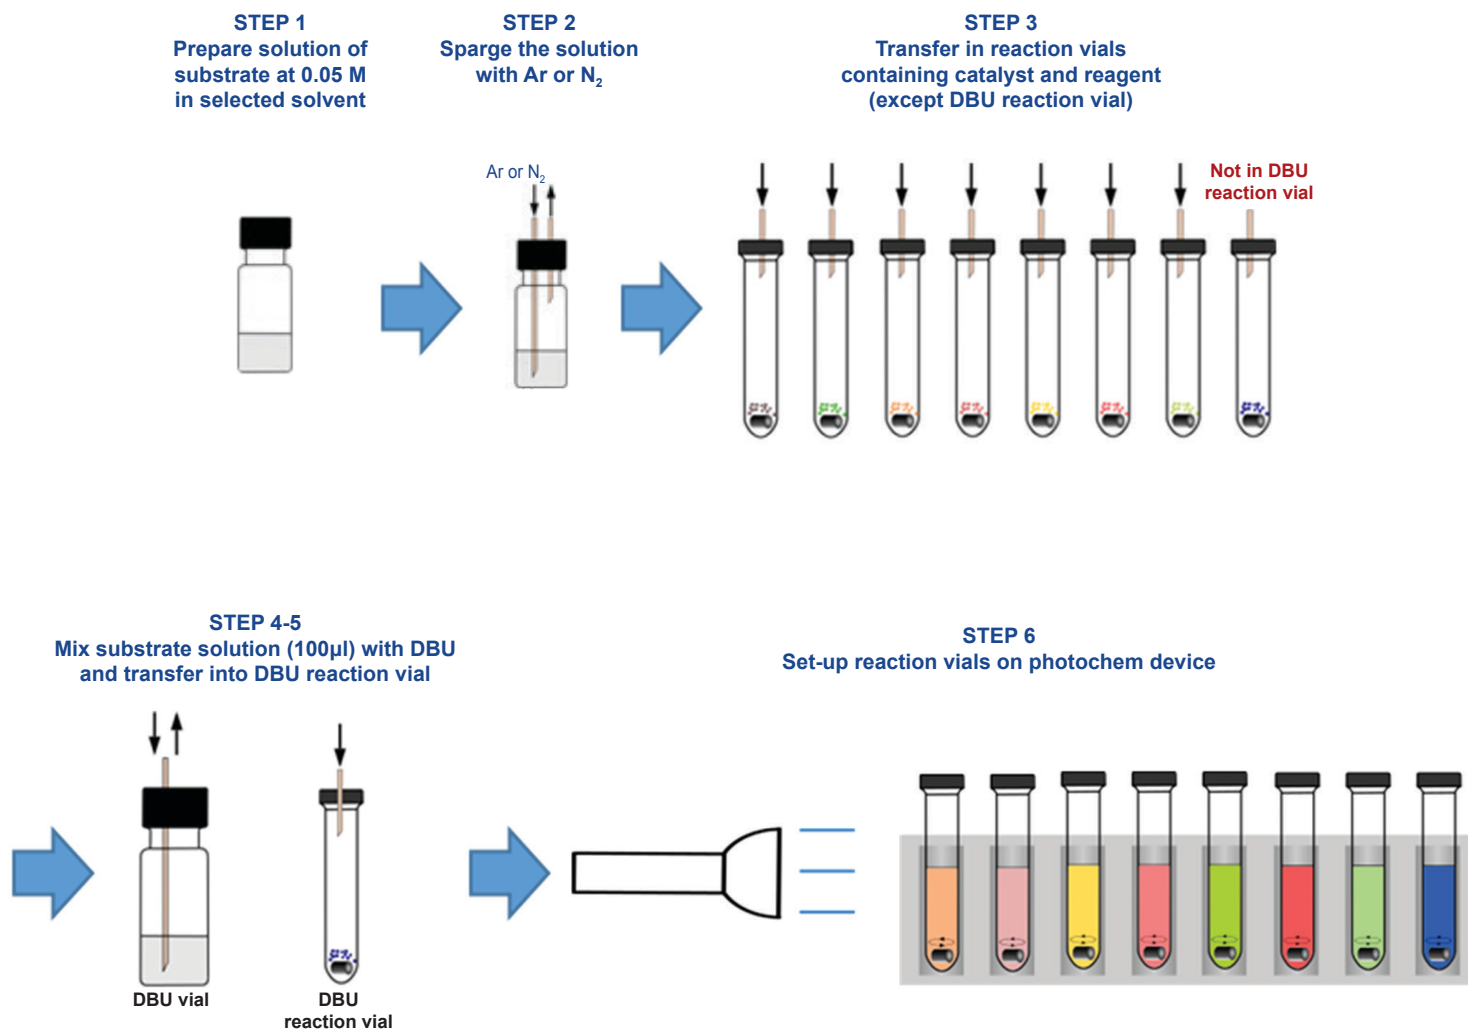 STEP 1
Prepare solution of
substrate at 0.05 M
in selected solvent
STEP 2
Sparge the solution
with Ar or N₂
STEP 3
Transfer in reaction vials
containing catalyst and reagent
(except DBU reaction vial)
Ar or N₂
Not in DBU
reaction vial
STEP 4-5
Mix substrate solution (100µl) with DBU
and transfer into DBU reaction vial
DBU vial
DBU
reaction vial
STEP 6
Set-up reaction vials on photochem device